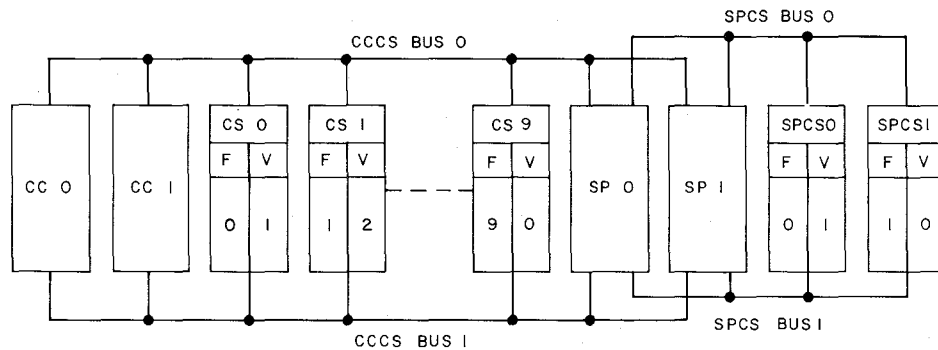 SPCS BUS 0
CCCS BUS 0
CC 0
CC 1
CS 0
F V
0 1
CS 1
F V
1 2
CS 9
F V
9 0
SP 0
SP 1
SPCS0
F V
0 1
SPCS1
F V
1 0
SPCS BUS 1
CCCS BUS 1